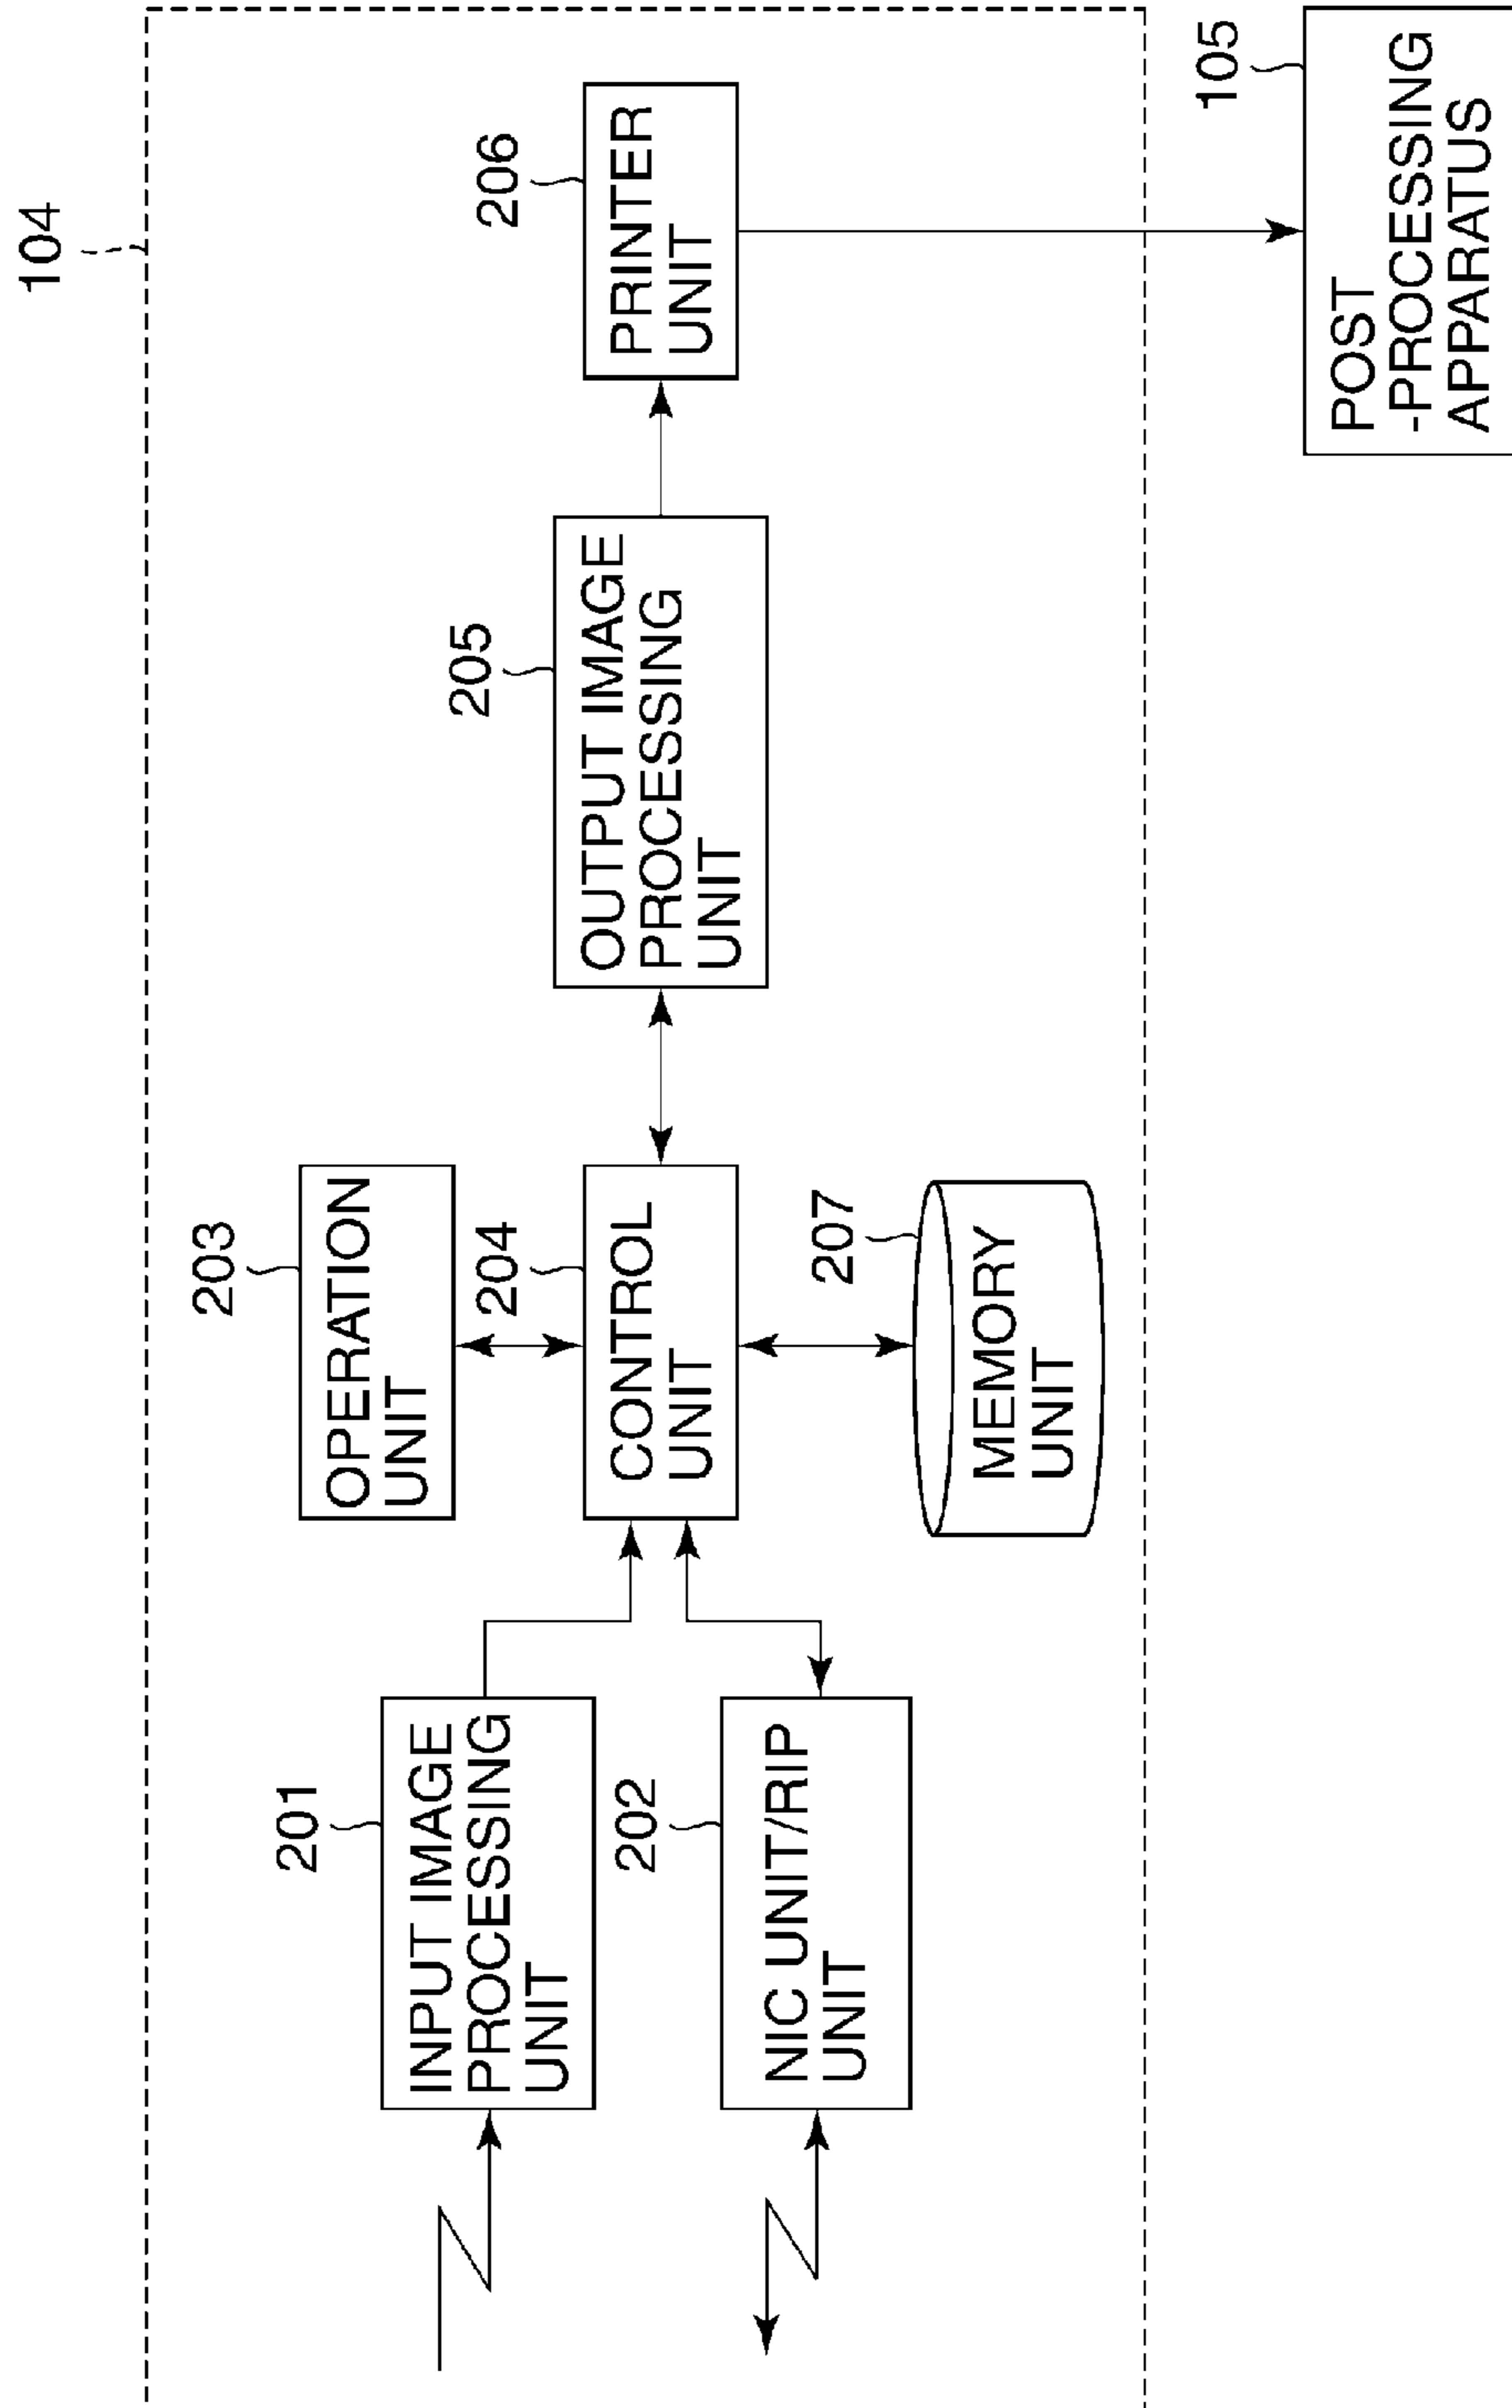 104
203
OPERATION
UNIT
201
INPUT IMAGE
PROCESSING
UNIT
204
CONTROL
UNIT
205
OUTPUT IMAGE
PROCESSING
UNIT
206
PRINTER
UNIT
202
NIC UNIT/RIP
UNIT
207
MEMORY
UNIT
105
POST
-PROCESSING
APPARATUS